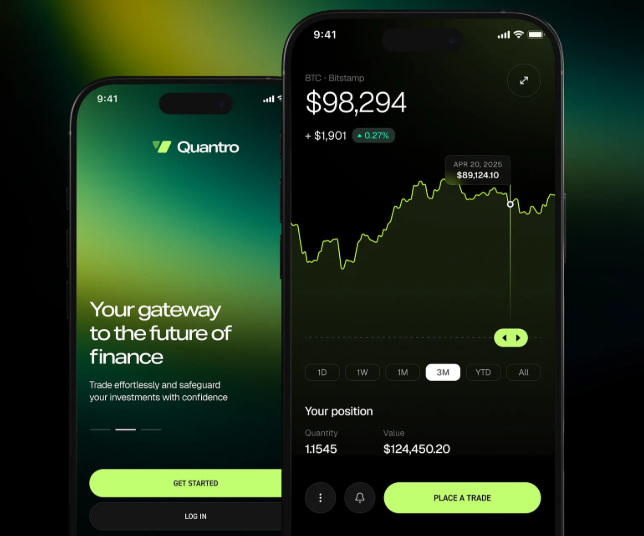 9:41
Quantro
Your gateway
to the future of
finance
Trade effortlessly and safeguard
your investments with confidence
GET STARTED
LOG IN
9:41
BTC · Bitstamp
$98,294
+ $1,901 ▲ 0.27%
APR 20, 2025
$89,124.10
1D 1W 1M 3M YTD All
Your position
Quantity Value
1.1545 $124,450.20
PLACE A TRADE